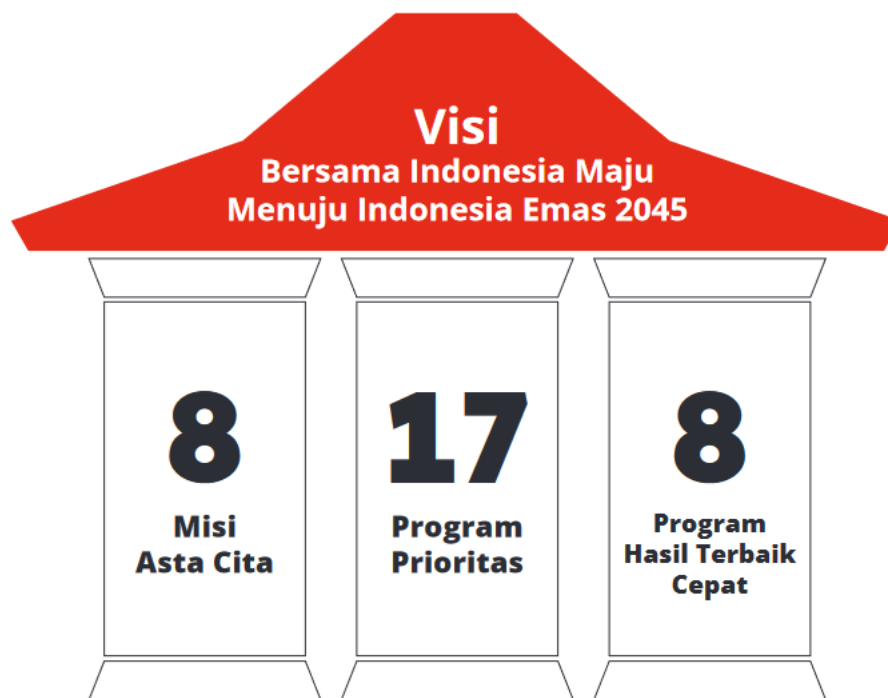 Visi
Bersama Indonesia Maju
Menuju Indonesia Emas 2045
8
Misi
Asta Cita
17
Program
Prioritas
8
Program
Hasil Terbaik
Cepat